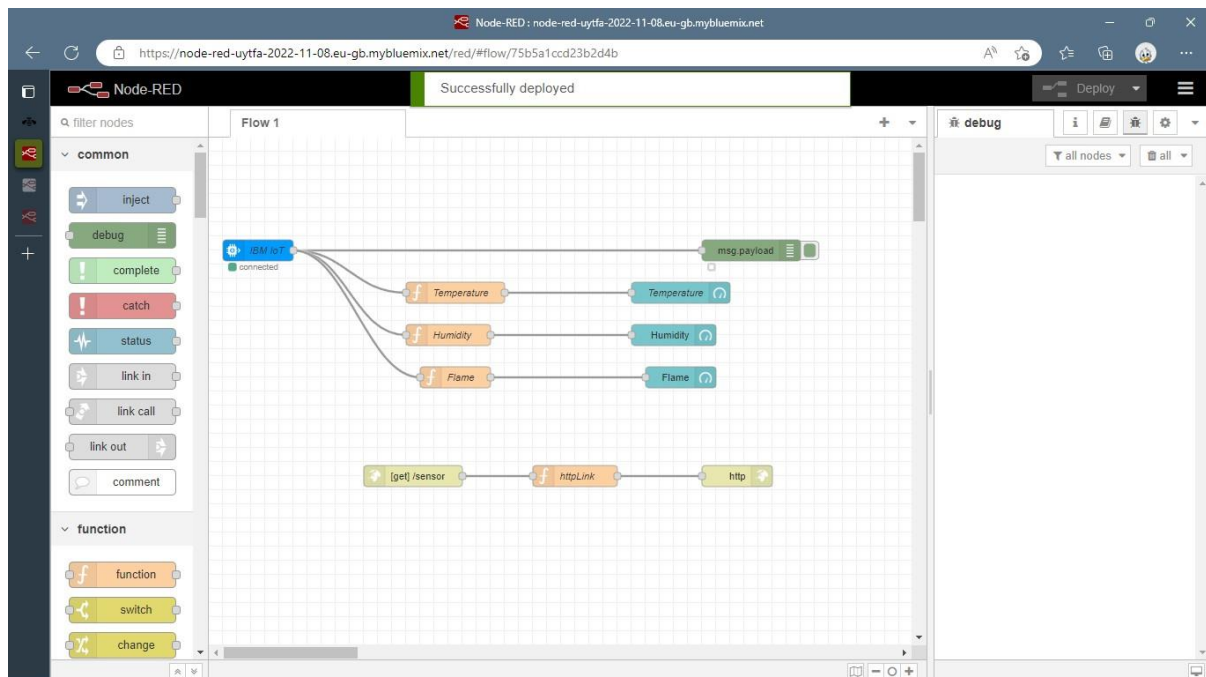 Node-RED : node-red-uytfa-2022-11-08.eu-gb.mybluemix.net
https://node-red-uytfa-2022-11-08.eu-gb.mybluemix.net/red/#flow/75b5a1ccd23b2d4b
Node-RED
Successfully deployed
Deploy
filter nodes
Flow 1
debug
i
all nodes
all
common
inject
debug
complete
catch
status
link in
link call
link out
comment
function
function
switch
change
IBM IoT
connected
msg.payload
Temperature
Temperature
Humidity
Humidity
Flame
Flame
[get] /sensor
httpLink
http